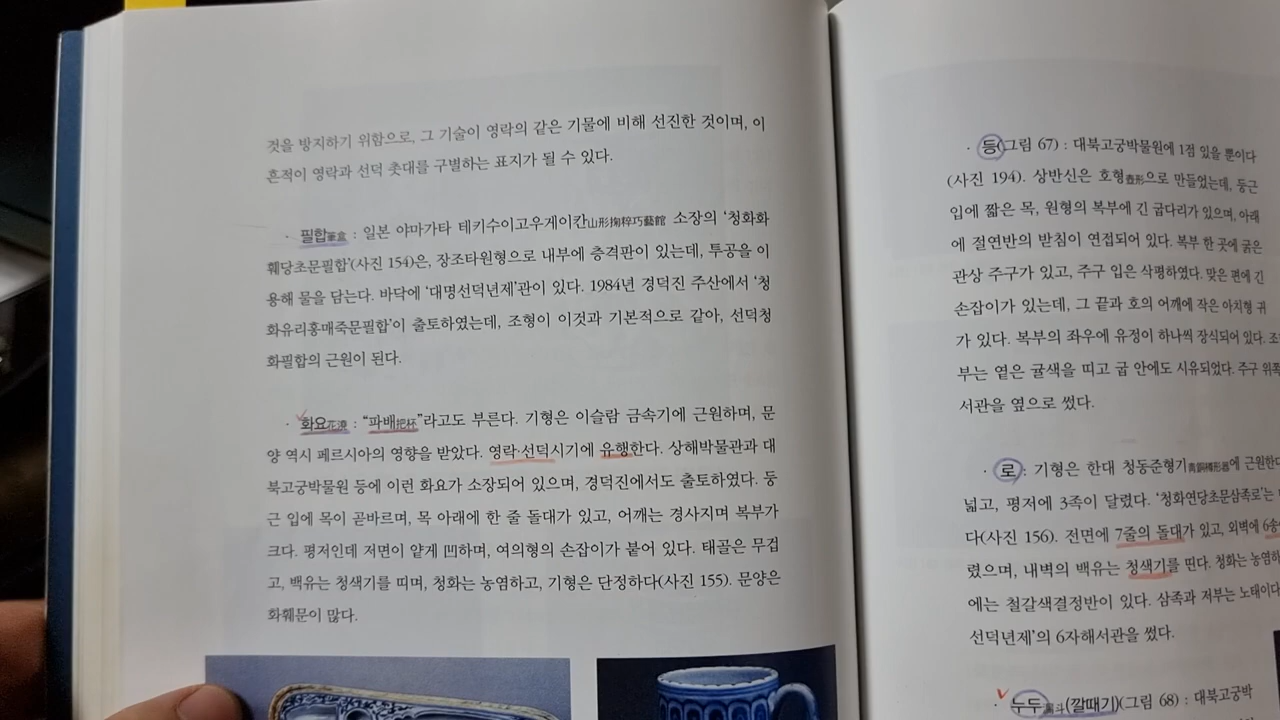 것을 방지하기 위함으로, 그 기술이 영락의 같은 기물에 비해 선진한 것이며, 이
흔적이 영락과 선덕 촛대를 구별하는 표지가 될 수 있다.
· 필합筆盒 : 일본 야마가타 테키수이고우게이칸山形掬粹巧藝館 소장의 ‘청화화
훼당초문필합’(사진 154)은, 장조타원형으로 내부에 층격판이 있는데, 투공을 이
용해 물을 담는다. 바닥에 ‘대명선덕년제’관이 있다. 1984년 경덕진 주산에서 ‘청
화유리홍매죽문필합’이 출토하였는데, 조형이 이것과 기본적으로 같아, 선덕청
화필합의 근원이 된다.
· 화요花澆 : “파배把杯”라고도 부른다. 기형은 이슬람 금속기에 근원하며, 문
양 역시 페르시아의 영향을 받았다. 영락·선덕시기에 유행한다. 상해박물관과 대
북고궁박물원 등에 이런 화요가 소장되어 있으며, 경덕진에서도 출토하였다. 둥
근 입에 목이 곧바르며, 목 아래에 한 줄 돌대가 있고, 어깨는 경사지며 복부가
크다. 평저인데 저면이 얕게 凹하며, 여의형의 손잡이가 붙어 있다. 태골은 무겁
고, 백유는 청색기를 띠며, 청화는 농염하고, 기형은 단정하다(사진 155). 문양은
화훼문이 많다.
· 등(그림 67) : 대북고궁박물원에 1점 있을 뿐이다
(사진 194). 상반신은 호형壺形으로 만들었는데, 둥근
입에 짧은 목, 원형의 복부에 긴 굽다리가 있으며, 아래
에 절연반의 받침이 연접되어 있다. 복부 한 곳에 굵은
관상 주구가 있고, 주구 입은 삭평하였다. 맞은 편에 긴
손잡이가 있는데, 그 끝과 호의 어깨에 작은 아치형 귀
가 있다. 복부의 좌우에 유정이 하나씩 장식되어 있다. 조
부는 옅은 귤색을 띠고 굽 안에도 시유되었다. 주구 위쪽
서관을 옆으로 썼다.
· 로 : 기형은 한대 청동준형기靑銅樽形器에 근원한다
넓고, 평저에 3족이 달렸다. ‘청화연당초문삼족로’는
다(사진 156). 전면에 7줄의 돌대가 있고, 외벽에 6송
렸으며, 내벽의 백유는 청색기를 띤다. 청화는 농염하
에는 철갈색결정반이 있다. 삼족과 저부는 노태이다
선덕년제’의 6자해서관을 썼다.
· 누두漏斗(깔때기)(그림 68) : 대북고궁박